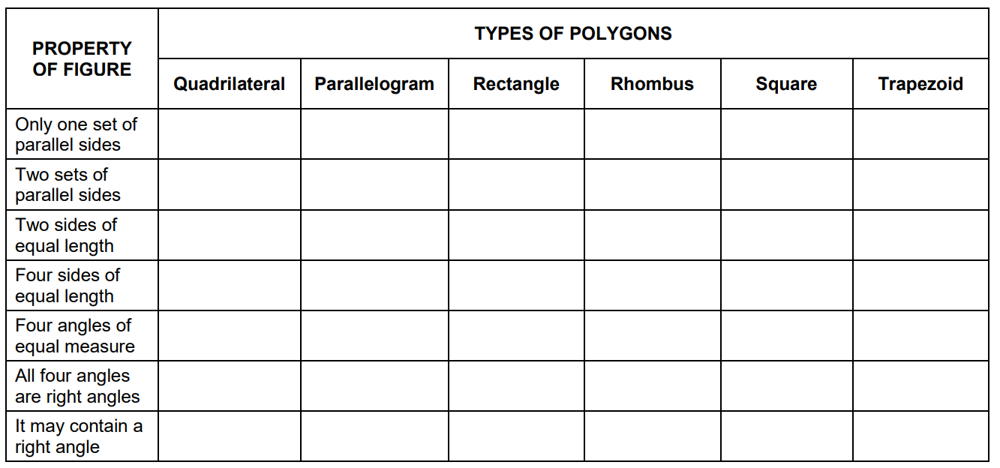 PROPERTY
OF FIGURE
TYPES OF POLYGONS
Quadrilateral
Parallelogram
Rectangle
Rhombus
Square
Trapezoid
Only one set of
parallel sides
Two sets of
parallel sides
Two sides of
equal length
Four sides of
equal length
Four angles of
equal measure
All four angles
are right angles
It may contain a
right angle